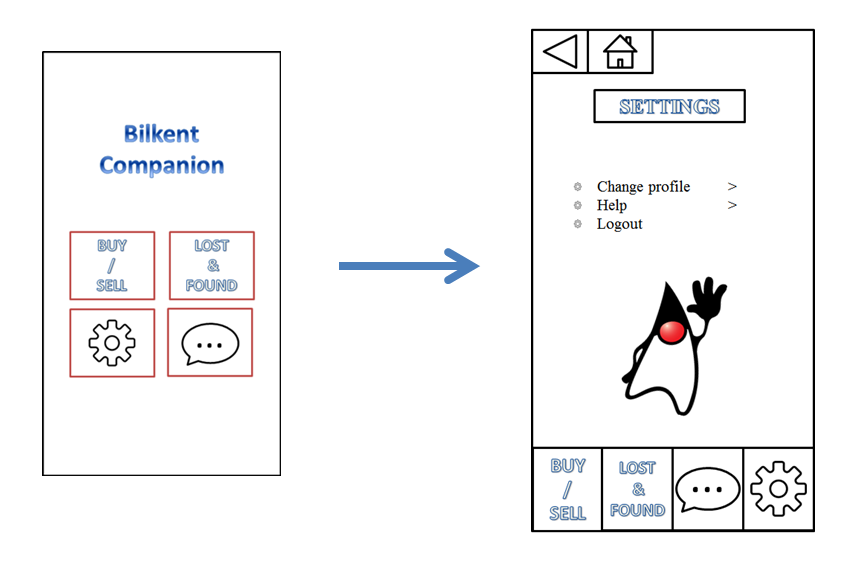 Bilkent
Companion
BUY
/
SELL
LOST
&
FOUND
SETTINGS
Change profile >
Help >
Logout
BUY
/
SELL
LOST
&
FOUND